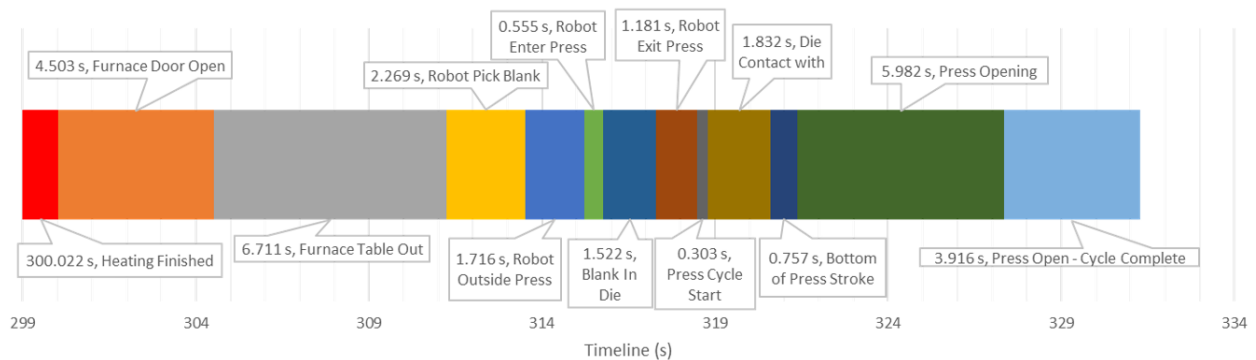 4.503 s, Furnace Door Open
2.269 s, Robot Pick Blank
0.555 s, Robot
Enter Press
1.181 s, Robot
Exit Press
1.832 s, Die
Contact with
5.982 s, Press Opening
300.022 s, Heating Finished
6.711 s, Furnace Table Out
1.716 s, Robot
Outside Press
1.522 s,
Blank In
Die
0.303 s,
Press Cycle
Start
0.757 s, Bottom
of Press Stroke
3.916 s, Press Open - Cycle Complete
299
304
309
314
319
324
329
334
Timeline (s)